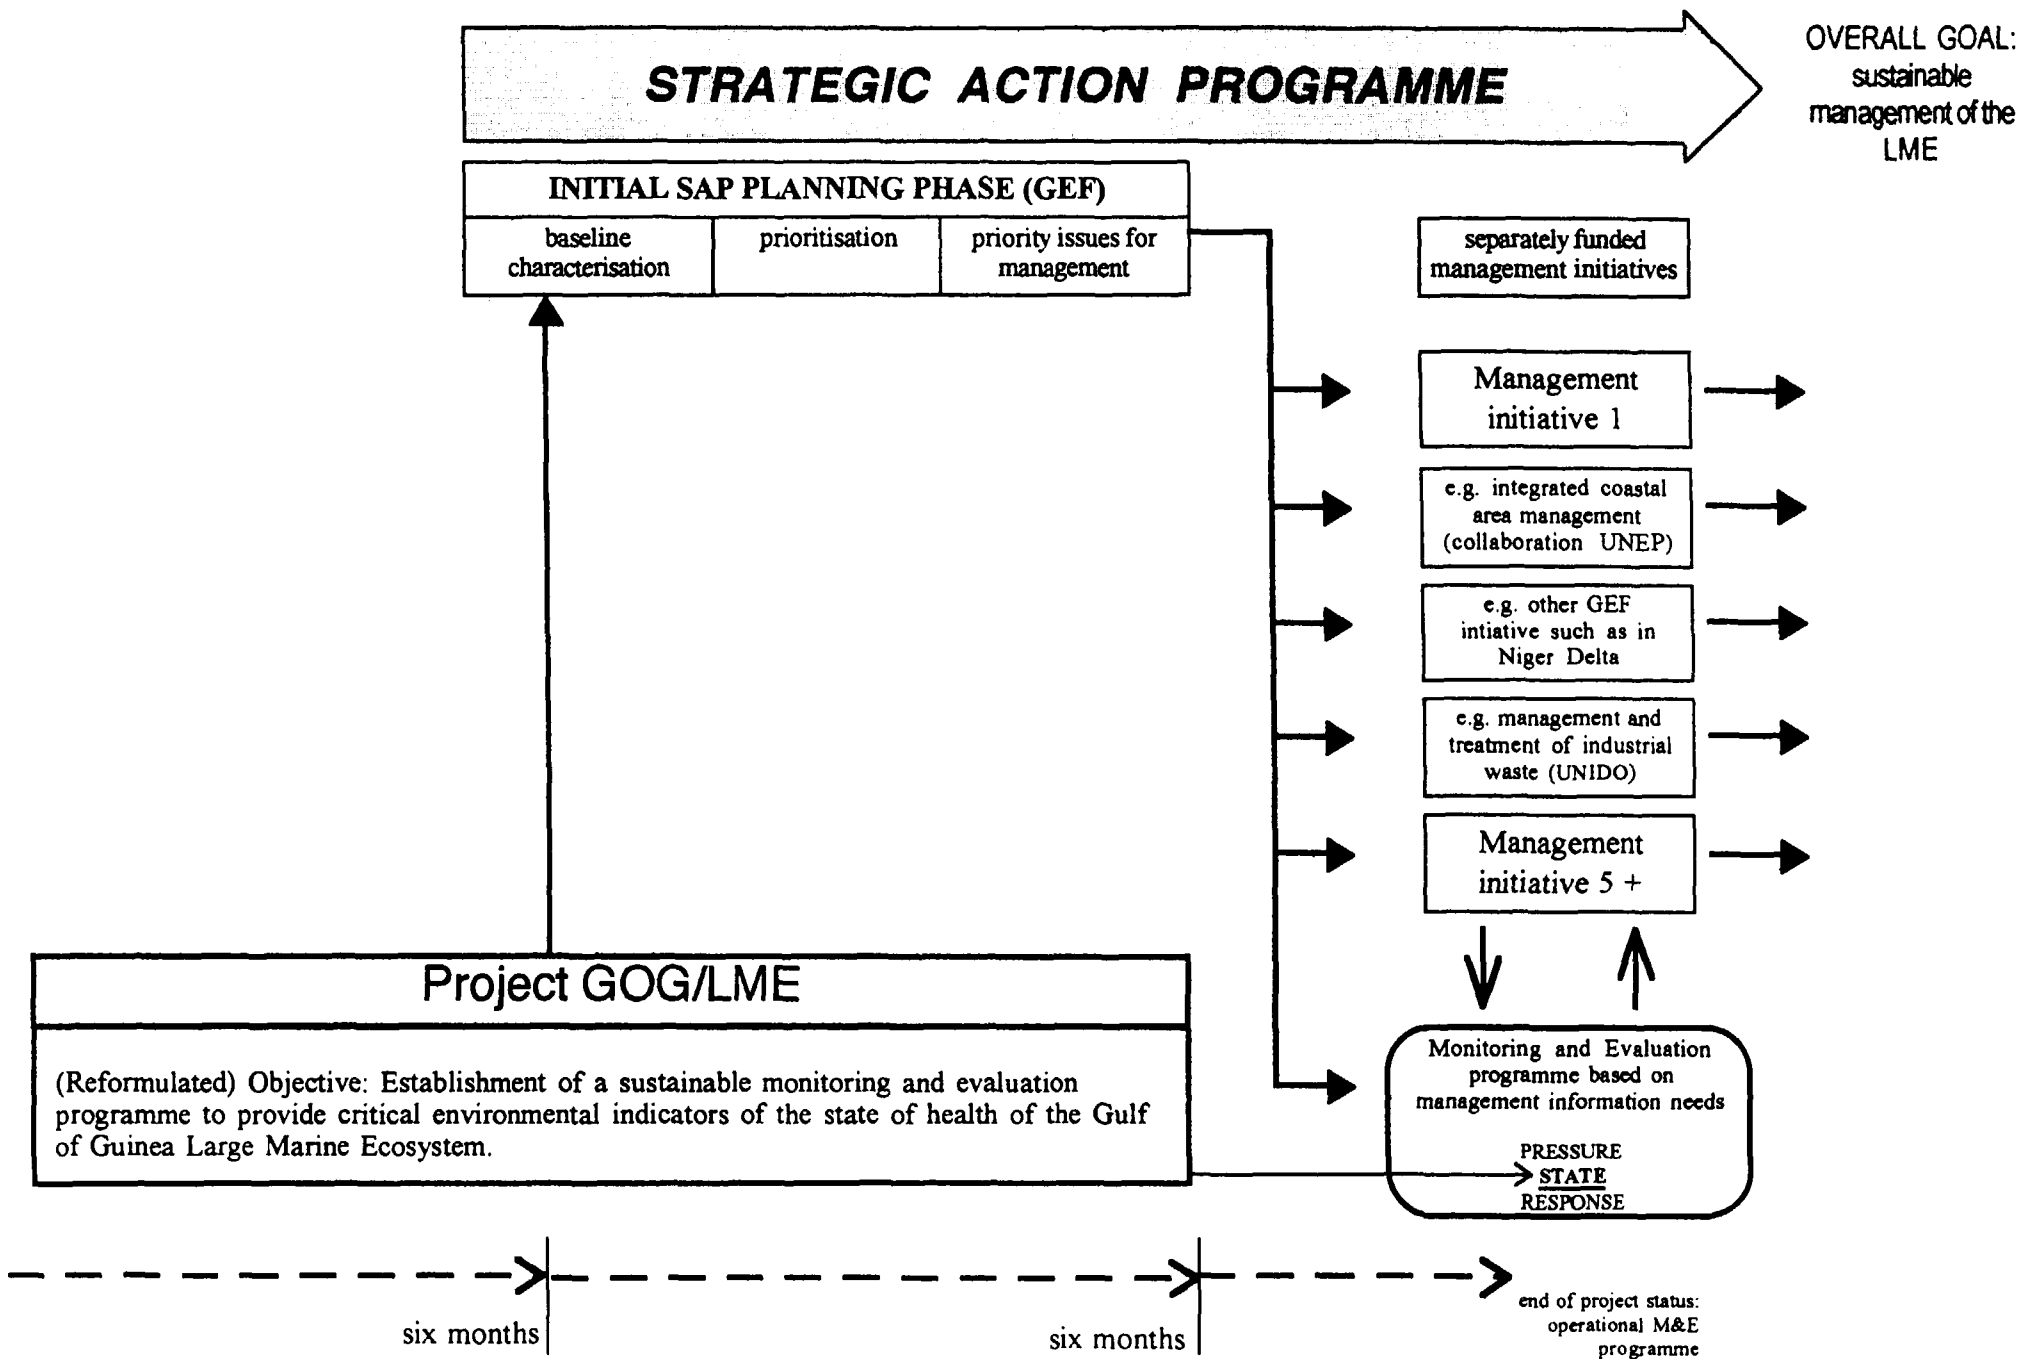 STRATEGIC ACTION PROGRAMME
OVERALL GOAL:
sustainable
management of the
LME
INITIAL SAP PLANNING PHASE (GEF)
baseline
characterisation
prioritisation
priority issues for
management
separately funded
management initiatives
Management
initiative 1
e.g. integrated coastal
area management
(collaboration UNEP)
e.g. other GEF
intiative such as in
Niger Delta
e.g. management and
treatment of industrial
waste (UNIDO)
Management
initiative 5 +
Project GOG/LME
(Reformulated) Objective: Establishment of a sustainable monitoring and evaluation
programme to provide critical environmental indicators of the state of health of the Gulf
of Guinea Large Marine Ecosystem.
Monitoring and Evaluation
programme based on
management information needs
PRESSURE
STATE
RESPONSE
six months
six months
end of project status:
operational M&E
programme